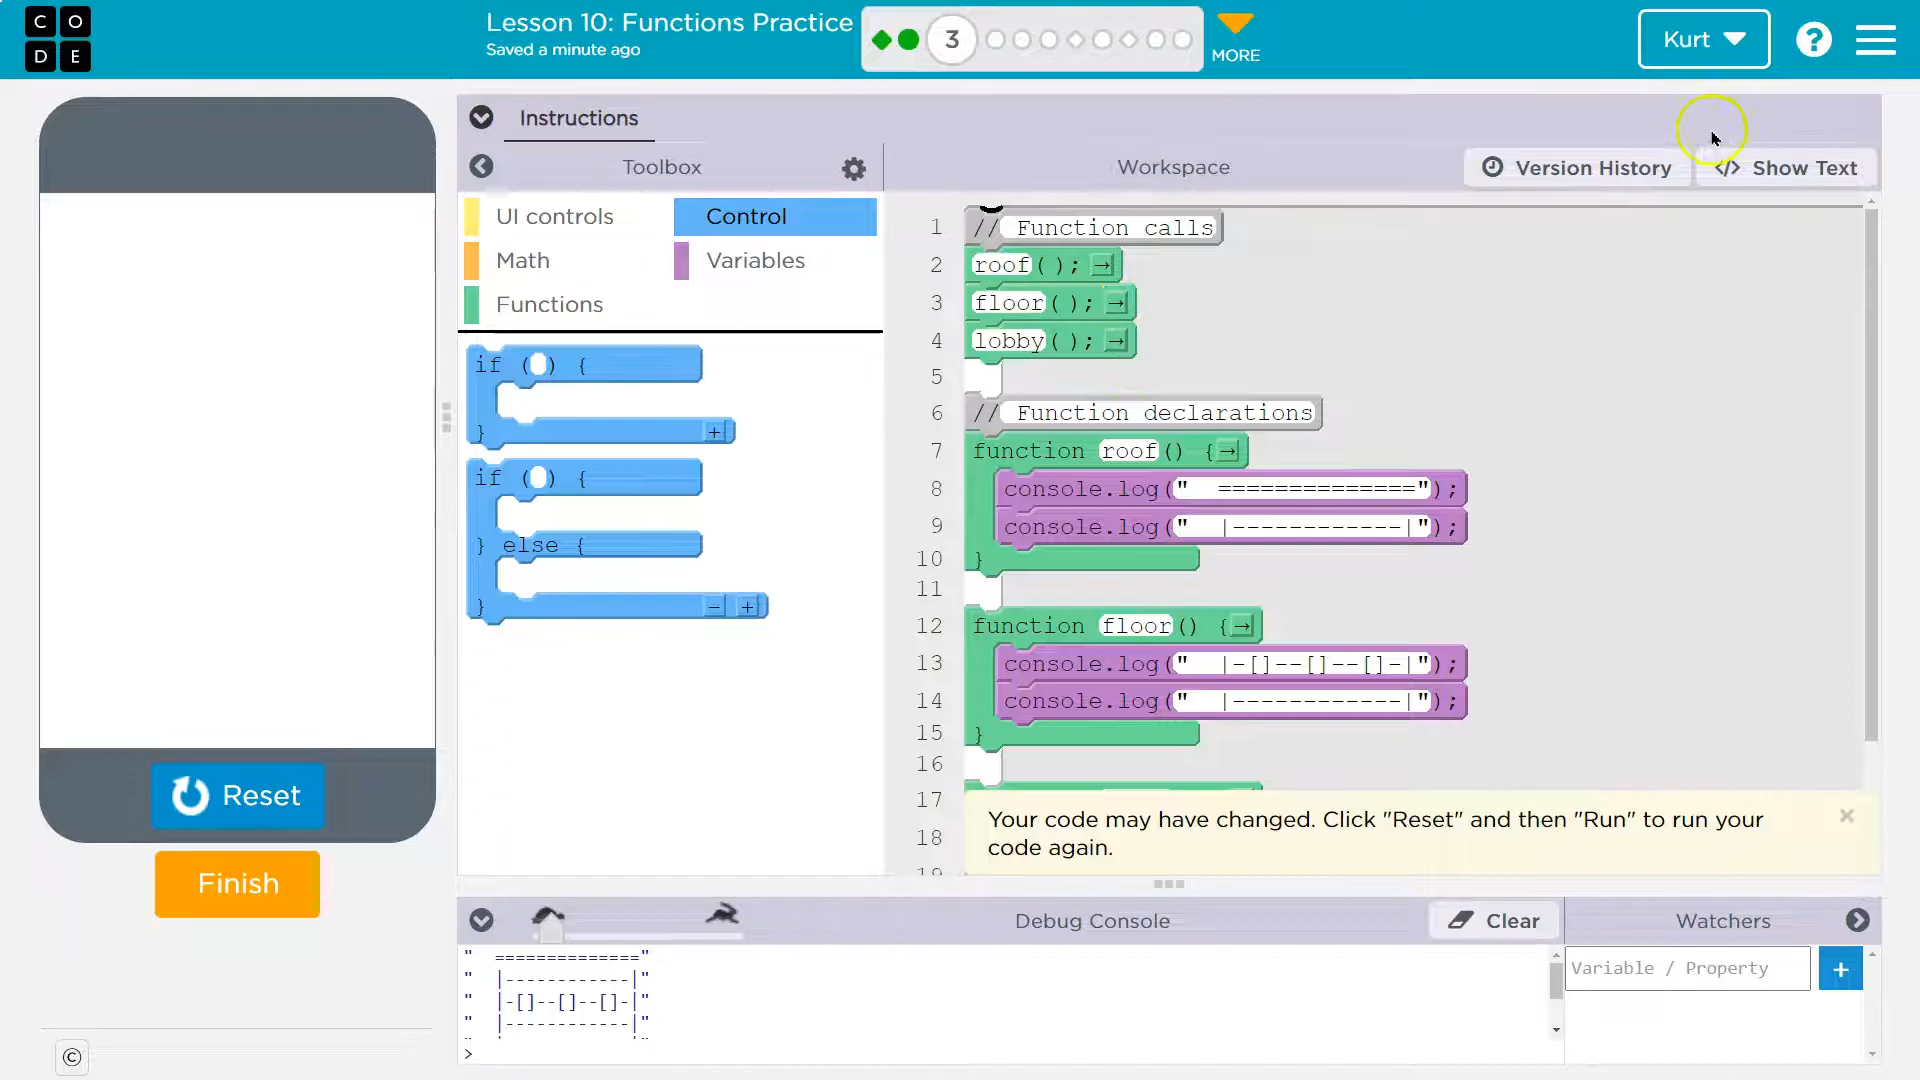 C O
D E
Lesson 10: Functions Practice
Saved a minute ago
3
MORE
Kurt
?
Instructions
Toolbox
Workspace
Version History
</> Show Text
UI controls
Control
Math
Variables
Functions
if ( ) {
} +
if ( ) {
} else {
} - +
1 // Function calls
2 roof(); →
3 floor(); →
4 lobby(); →
5
6 // Function declarations
7 function roof() { →
8 console.log("  ==============");
9 console.log("  |------------|");
10 }
11
12 function floor() { →
13 console.log("  |-[]--[]--[]-|");
14 console.log("  |------------|");
15 }
16
17
18
19
Your code may have changed. Click "Reset" and then "Run" to run your
code again.
×
Reset
Finish
Debug Console
Clear
Watchers
"  =============="
"  |------------|"
"  |-[]--[]--[]-|"
"  |------------|"
>
Variable / Property
+
©